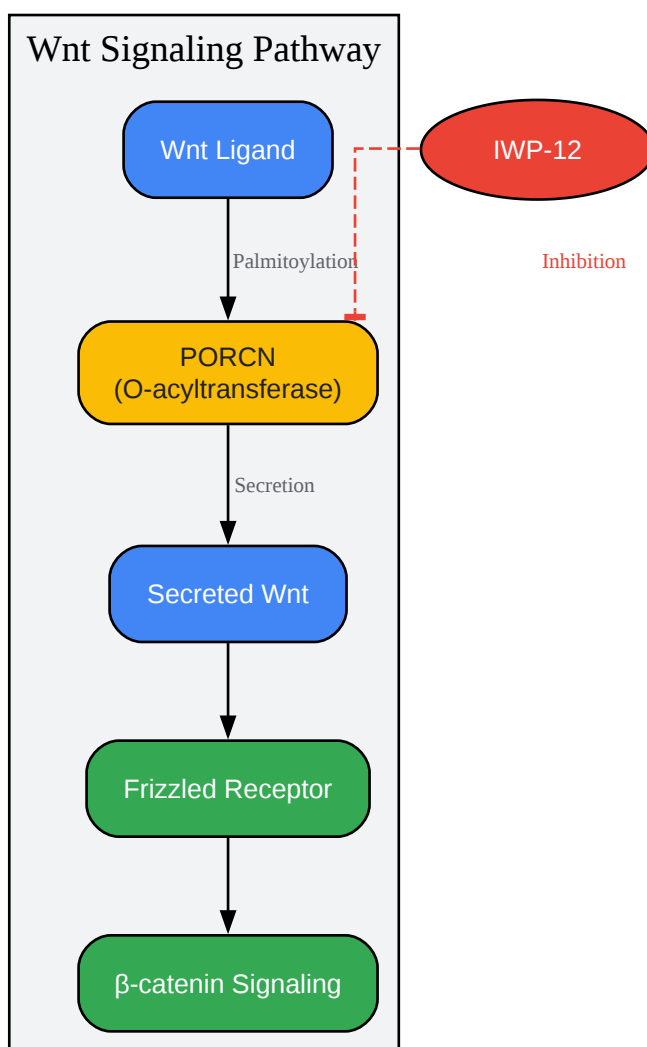 Wnt Signaling Pathway
Wnt Ligand
IWP-12
Palmitoylation
Inhibition
PORCN
(O-acyltransferase)
Secretion
Secreted Wnt
Frizzled Receptor
β-catenin Signaling